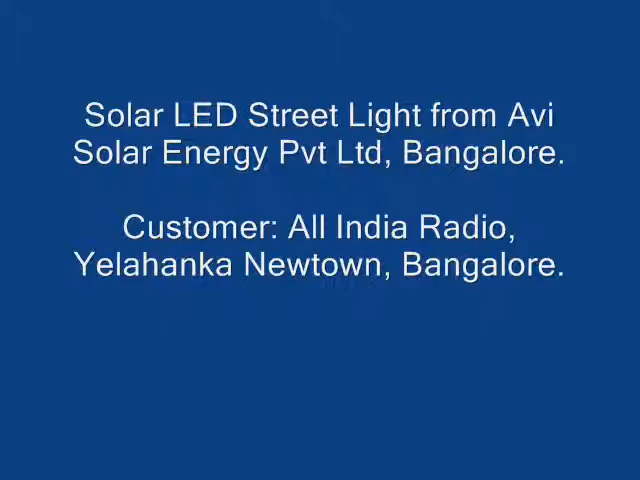 Solar LED Street Light from Avi
Solar Energy Pvt Ltd, Bangalore.
Customer: All India Radio,
Yelahanka Newtown, Bangalore.